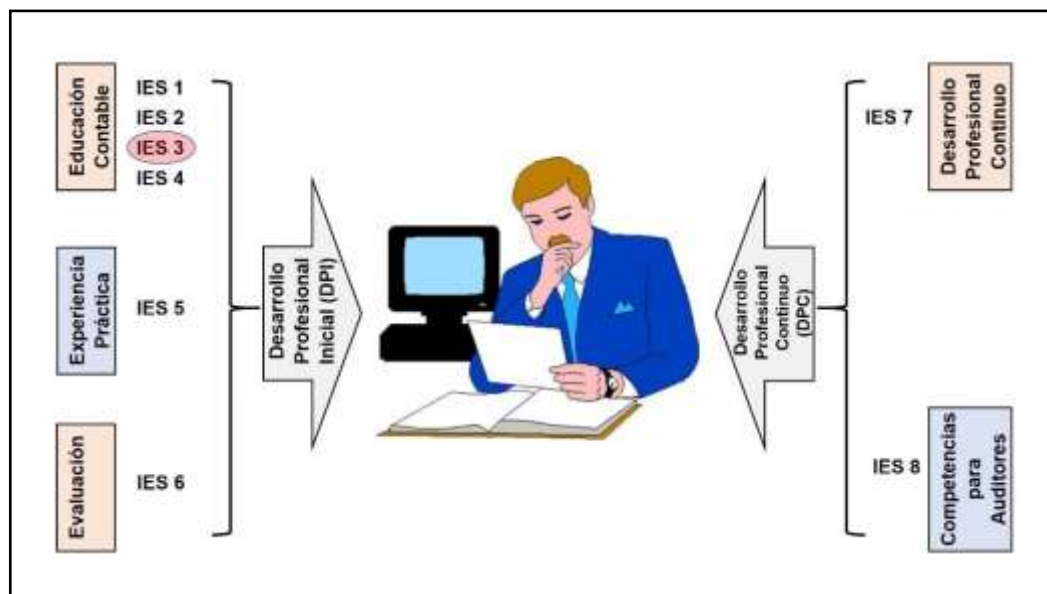 Educación
Contable
IES 1
IES 2
IES 3
IES 4
Experiencia
Práctica
IES 5
Evaluación
IES 6
Desarrollo
Profesional
Inicial (DPI)
Desarrollo
Profesional
Continuo
(DPC)
IES 7
Desarrollo
Profesional
Continuo
IES 8
Competencias
para
Auditores